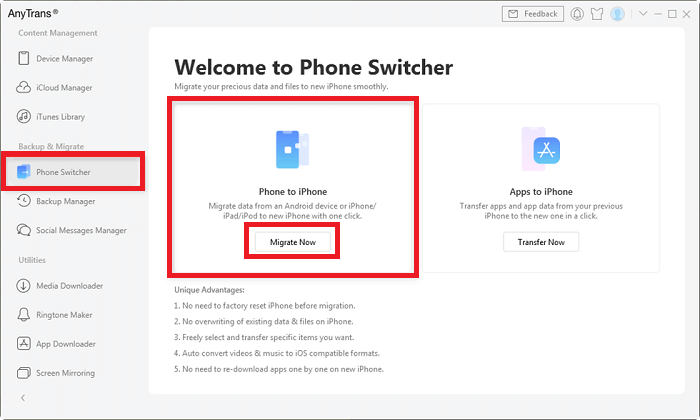 AnyTrans®
Feedback
Content Management
Device Manager
iCloud Manager
iTunes Library
Backup & Migrate
Phone Switcher
Backup Manager
Social Messages Manager
Utilities
Media Downloader
Ringtone Maker
App Downloader
Screen Mirroring
Welcome to Phone Switcher
Migrate your precious data and files to new iPhone smoothly.
Phone to iPhone
Migrate data from an Android device or iPhone/
iPad/iPod to new iPhone with one click.
Migrate Now
Apps to iPhone
Transfer apps and app data from your previous
iPhone to the new one in a click.
Transfer Now
Unique Advantages:
1. No need to factory reset iPhone before migration.
2. No overwriting of existing data & files on iPhone.
3. Freely select and transfer specific items you want.
4. Auto convert videos & music to iOS compatible formats.
5. No need to re-download apps one by one on new iPhone.